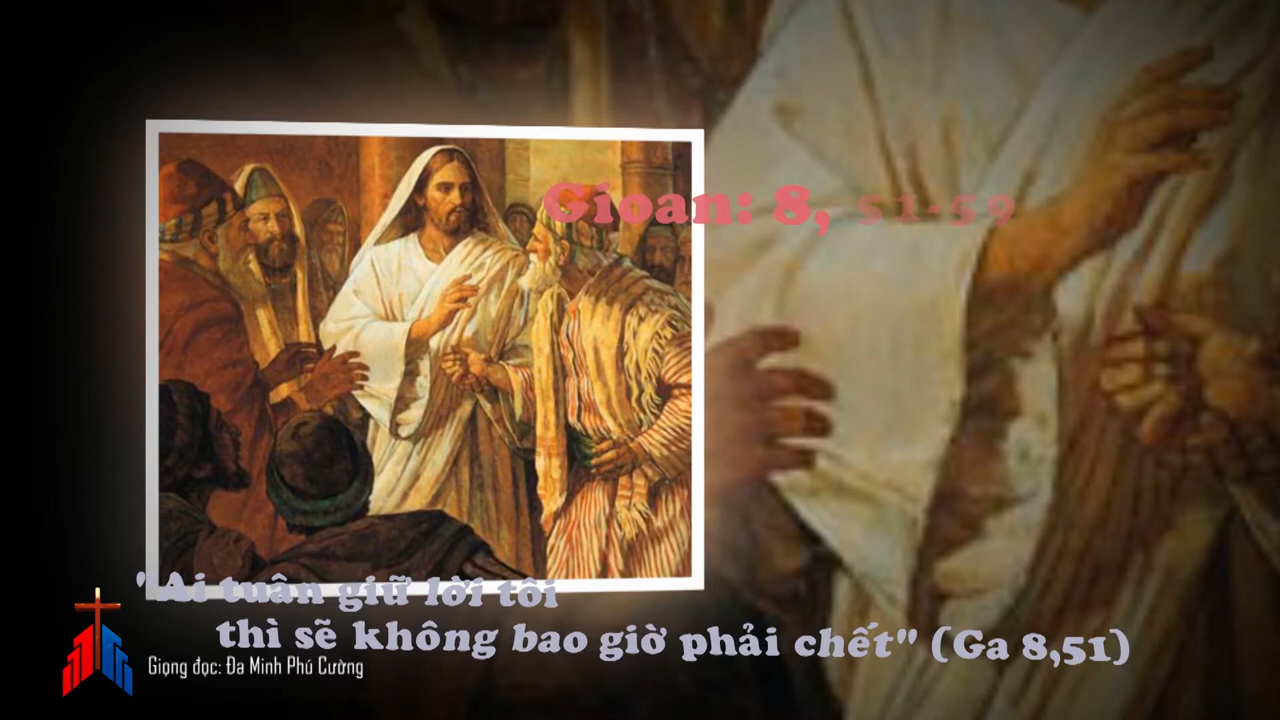 Gioan: 8, 51-59
"Ai tuân giữ lời tôi
thì sẽ không bao giờ phải chết" (Ga 8,51)
Giọng đọc: Đa Minh Phú Cường